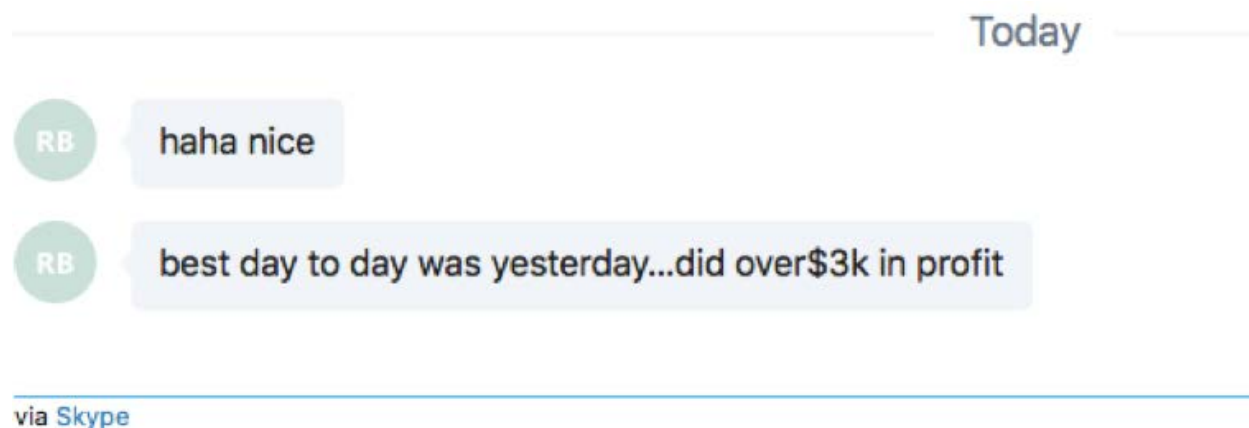 Today
RB
haha nice
RB
best day to day was yesterday...did over$3k in profit
via Skype